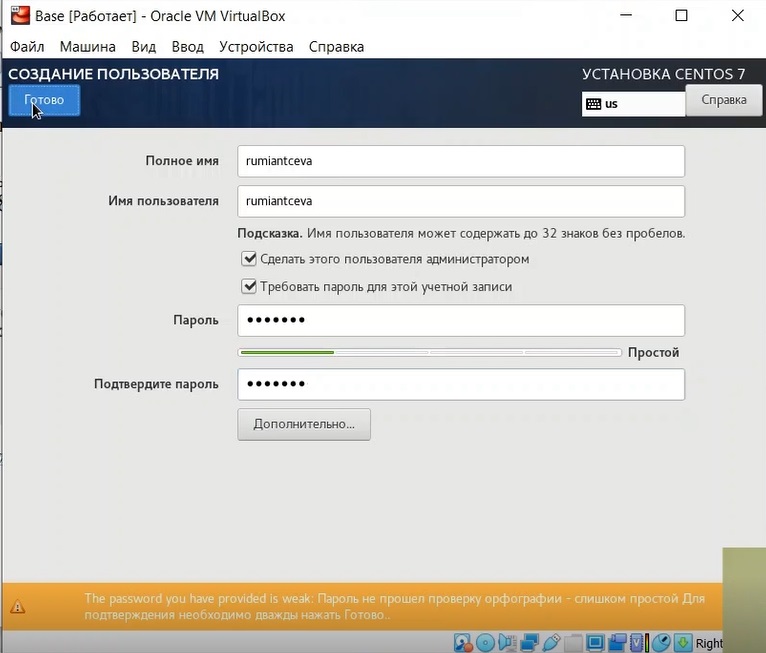 Base [Работает] - Oracle VM VirtualBox
Файл Машина Вид Ввод Устройства Справка
СОЗДАНИЕ ПОЛЬЗОВАТЕЛЯ
УСТАНОВКА CENTOS 7
Готово
us
Справка
Полное имя
rumiantceva
Имя пользователя
rumiantceva
Подсказка. Имя пользователя может содержать до 32 знаков без пробелов.
Сделать этого пользователя администратором
Требовать пароль для этой учетной записи
Пароль
•••••••
Простой
Подтвердите пароль
•••••••
Дополнительно...
The password you have provided is weak: Пароль не прошел проверку орфографии - слишком простой Для
подтверждения необходимо дважды нажать Готово..
Right